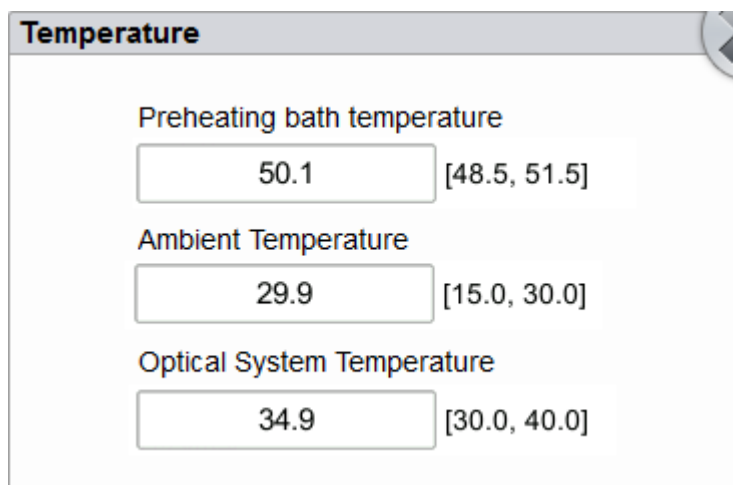 Temperature
Preheating bath temperature
50.1 [48.5, 51.5]
Ambient Temperature
29.9 [15.0, 30.0]
Optical System Temperature
34.9 [30.0, 40.0]